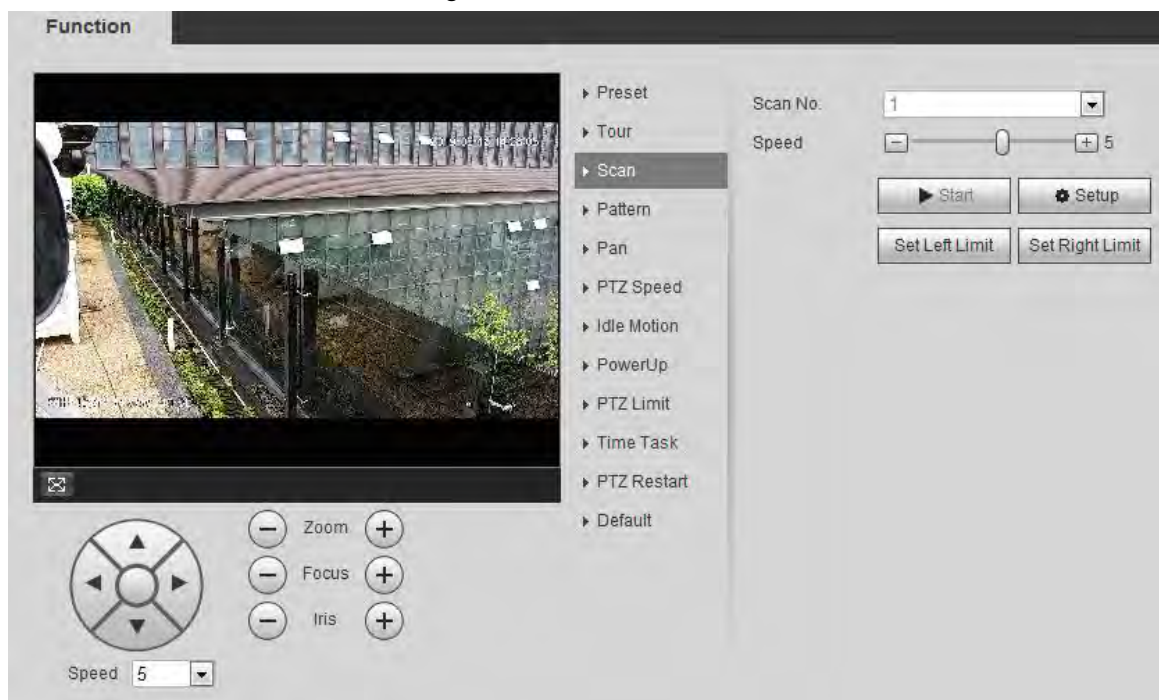 Function
Preset
Tour
Scan
Pattern
Pan
PTZ Speed
Idle Motion
PowerUp
PTZ Limit
Time Task
PTZ Restart
Default
Scan No. 1
Speed 5
Start
Setup
Set Left Limit
Set Right Limit
Zoom
Focus
Iris
Speed 5